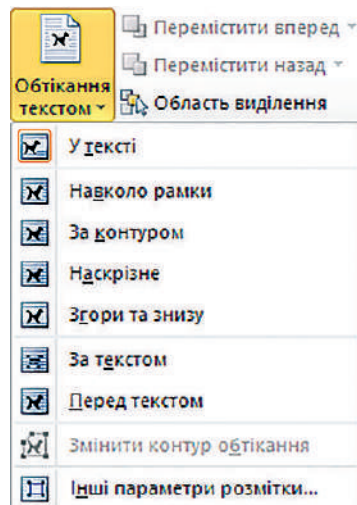 Обтікання
текстом
Перемістити вперед
Перемістити назад
Область виділення
У тексті
Навколо рамки
За контуром
Наскрізне
Згори та знизу
За текстом
Перед текстом
Змінити контур обтікання
Інші параметри розмітки...